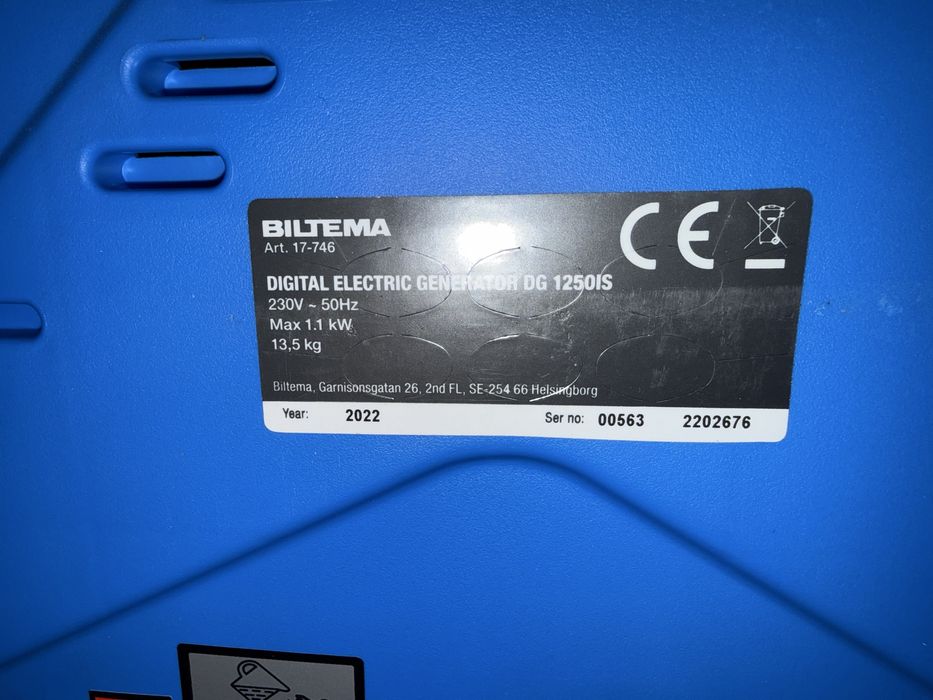 BILTEMA
Art. 17-746
DIGITAL ELECTRIC GENERATOR DG 1250IS
230V ~ 50Hz
Max 1.1 kW
13,5 kg
Biltema, Garnisonsgatan 26, 2nd FL, SE-254 66 Helsingborg
Year: 2022 Ser no: 00563 2202676
CE